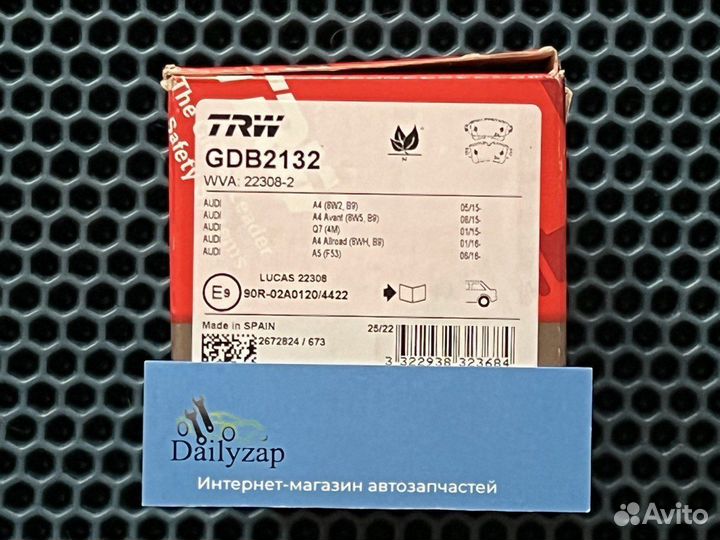 The
Safety
TRW
GDB2132
WVA: 22308-2
N
AUDI A4 (8W2, B9) 05/15-
AUDI A4 Avant (8W5, B9) 08/15-
AUDI Q7 (4M) 01/15-
AUDI A4 Allroad (8WH, B9) 01/16-
AUDI A5 (F53) 06/16-
LUCAS 22308
E9 90R-02A0120/4422
Made in SPAIN 25/22
2672824 / 673
3 322938 323684
Leader
Dailyzap
Интернет-магазин автозапчастей
Avito